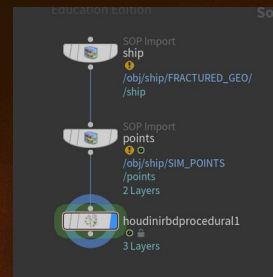 Education Edition
So
SOP Import
ship
/obj/ship/FRACTURED_GEO/
/ship
SOP Import
points
/obj/ship/SIM_POINTS
/points
2 Layers
houdinirbdprocedural1
3 Layers